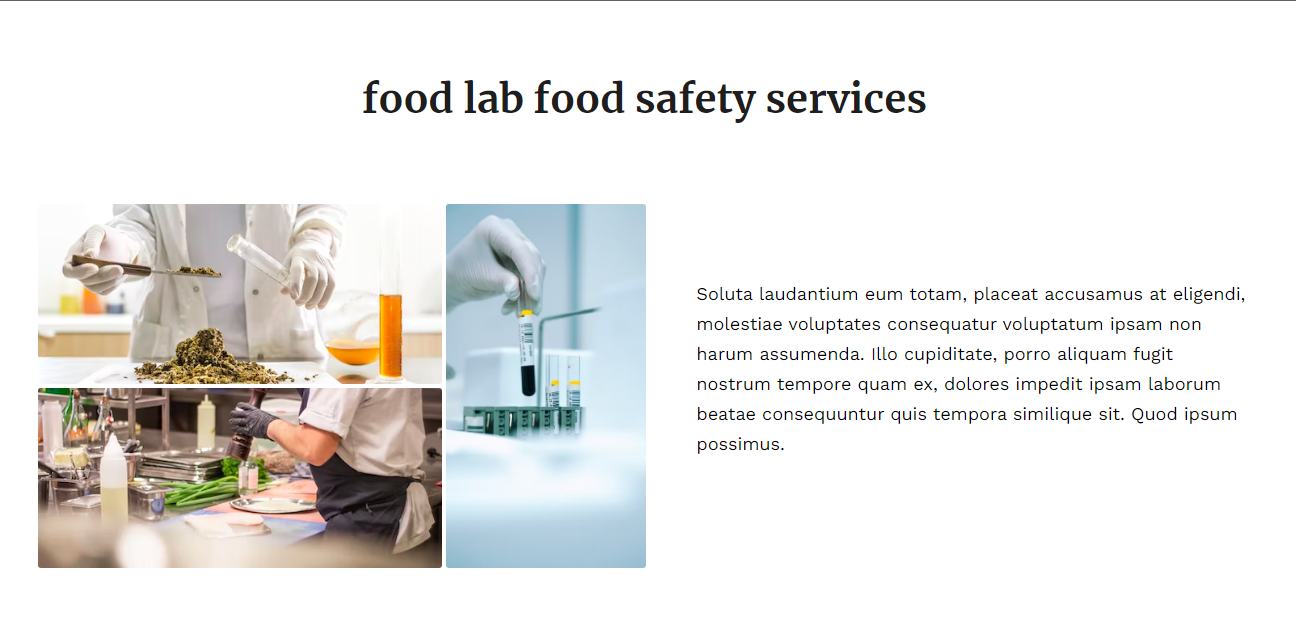 food lab food safety services
Soluta laudantium eum totam, placeat accusamus at eligendi,
molestiae voluptates consequatur voluptatum ipsam non
harum assumenda. Illo cupiditate, porro aliquam fugit
nostrum tempore quam ex, dolores impedit ipsam laborum
beatae consequuntur quis tempora similique sit. Quod ipsum
possimus.